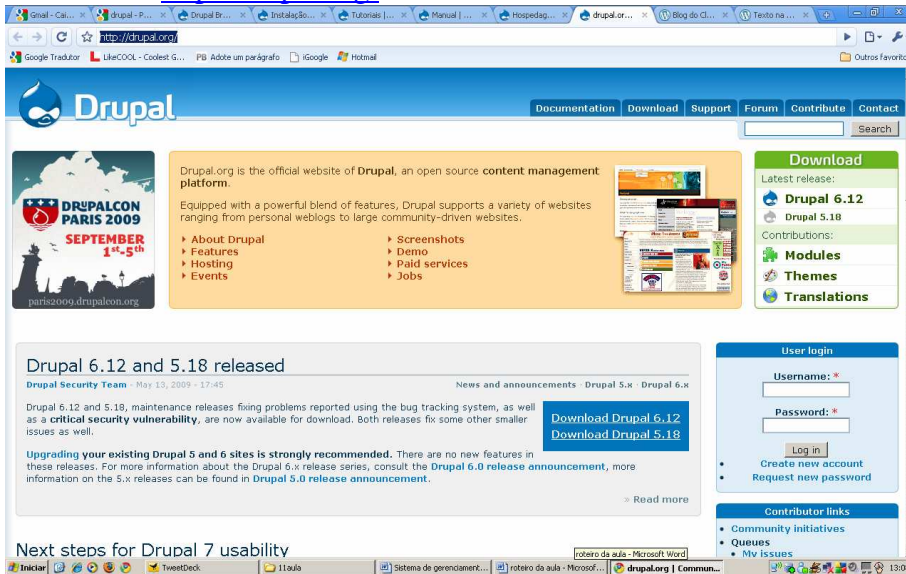 Gmail - Cai...
drupal - P...
Drupal Br...
Instalação...
Tutoriais |...
Manual | ...
Hospedag...
drupal.or...
Blog do Cl...
Texto na ...
http://drupal.org/
Google Tradutor
LikeCOOL - Coolest G...
PB Adote um parágrafo
iGoogle
Hotmail
Outros favorito
Drupal
Documentation
Download
Support
Forum
Contribute
Contact
Search
DRUPALCON
PARIS 2009
SEPTEMBER
1st-5th
paris2009.drupalcon.org
Drupal.org is the official website of Drupal, an open source content management
platform.
Equipped with a powerful blend of features, Drupal supports a variety of websites
ranging from personal weblogs to large community-driven websites.
About Drupal
Features
Hosting
Events
Screenshots
Demo
Paid services
Jobs
Download
Latest release:
Drupal 6.12
Drupal 5.18
Contributions:
Modules
Themes
Translations
Drupal 6.12 and 5.18 released
Drupal Security Team - May 13, 2009 - 17:45
News and announcements · Drupal 5.x · Drupal 6.x
Drupal 6.12 and 5.18, maintenance releases fixing problems reported using the bug tracking system, as well
as a critical security vulnerability, are now available for download. Both releases fix some other smaller
issues as well.
Download Drupal 6.12
Download Drupal 5.18
Upgrading your existing Drupal 5 and 6 sites is strongly recommended. There are no new features in
these releases. For more information about the Drupal 6.x release series, consult the Drupal 6.0 release announcement, more
information on the 5.x releases can be found in Drupal 5.0 release announcement.
» Read more
User login
Username: *
Password: *
Log in
Create new account
Request new password
Contributor links
Community initiatives
Queues
My issues
Next steps for Drupal 7 usability
roteiro da aula - Microsoft Word
Iniciar
TweetDeck
11aula
Sistema de gerenciament...
roteiro da aula - Microsof...
drupal.org | Commun...
13:0